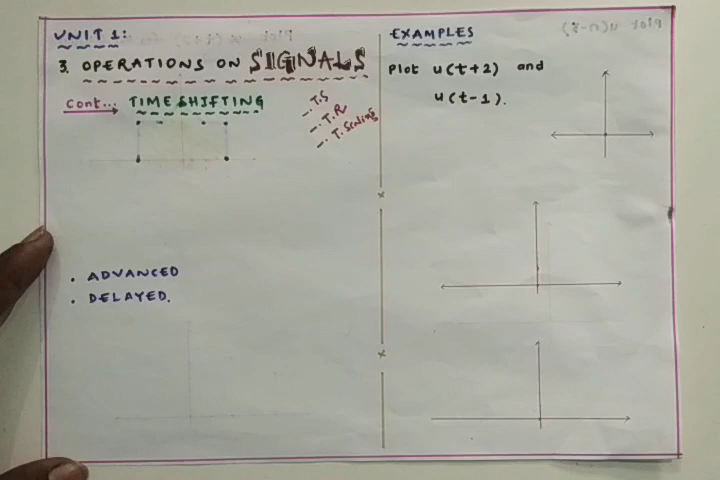 UNIT 1:
3. OPERATIONS ON SIGNALS
Cont... TIME SHIFTING
-. T.S
-. T.R
-. T. Scaling
. ADVANCED
. DELAYED.
EXAMPLES
Plot u(t+2) and
u(t-1).